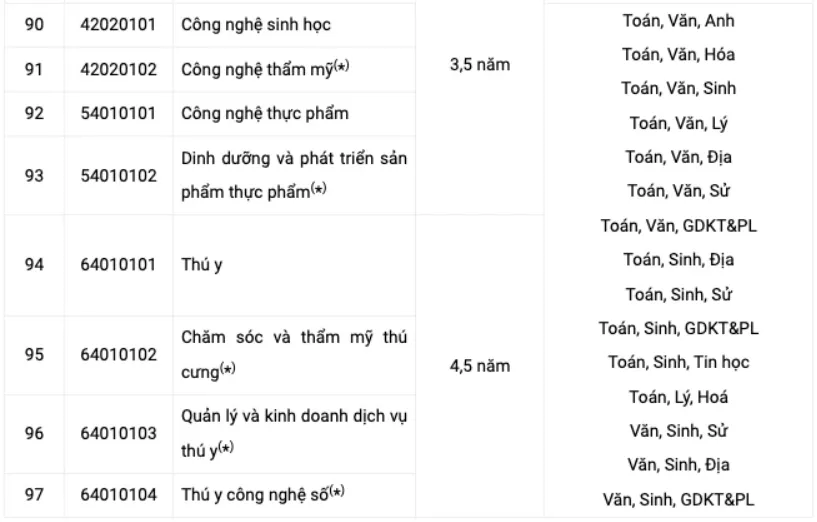 90 42020101 Công nghệ sinh học
91 42020102 Công nghệ thẩm mỹ(*)
92 54010101 Công nghệ thực phẩm
93 54010102 Dinh dưỡng và phát triển sản
phẩm thực phẩm(*)
3,5 năm
94 64010101 Thú y
95 64010102 Chăm sóc và thẩm mỹ thú
cưng(*)
96 64010103 Quản lý và kinh doanh dịch vụ
thú y(*)
97 64010104 Thú y công nghệ số(*)
4,5 năm
Toán, Văn, Anh
Toán, Văn, Hóa
Toán, Văn, Sinh
Toán, Văn, Lý
Toán, Văn, Địa
Toán, Văn, Sử
Toán, Văn, GDKT&PL
Toán, Sinh, Địa
Toán, Sinh, Sử
Toán, Sinh, GDKT&PL
Toán, Sinh, Tin học
Toán, Lý, Hoá
Văn, Sinh, Sử
Văn, Sinh, Địa
Văn, Sinh, GDKT&PL